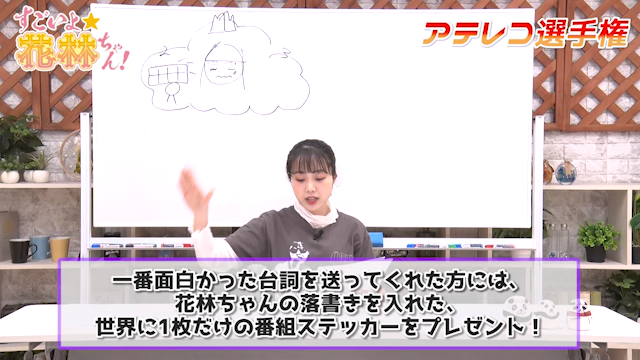 すごいよ★
花林ちゃん!
アテレコ選手権
一番面白かった台詞を送ってくれた方には、
花林ちゃんの落書きを入れた、
世界に1枚だけの番組ステッカーをプレゼント！